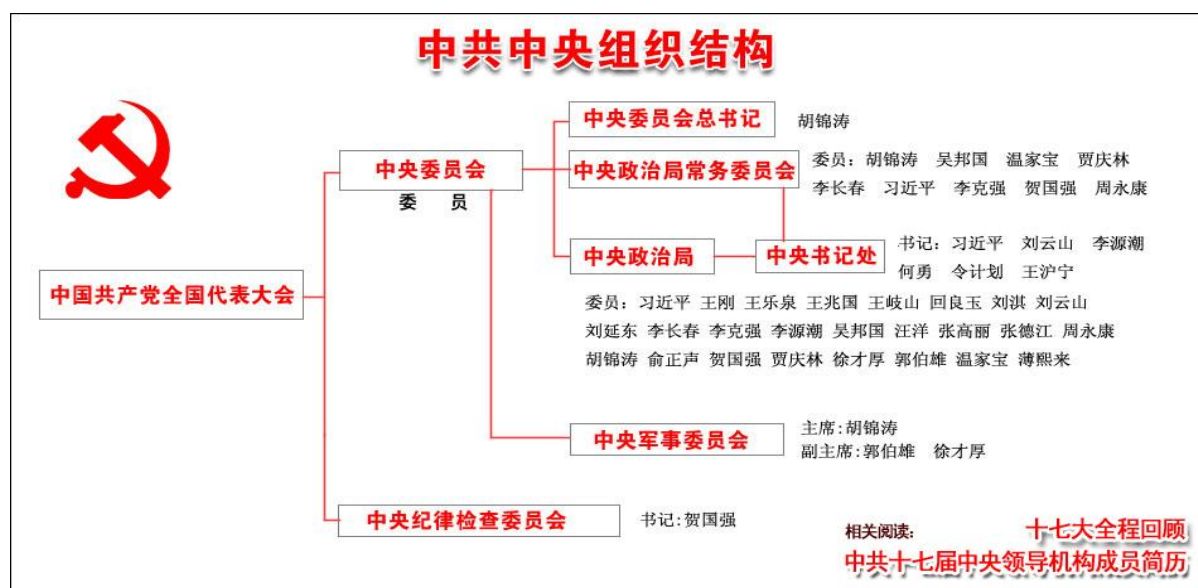 中共中央组织结构
中央委员会总书记
胡锦涛
中央委员会
委 员
中央政治局常务委员会
委员：胡锦涛 吴邦国 温家宝 贾庆林
李长春 习近平 李克强 贺国强 周永康
中央政治局
中央书记处
书记：习近平 刘云山 李源潮
何勇 令计划 王沪宁
中国共产党全国代表大会
委员：习近平 王刚 王乐泉 王兆国 王岐山 回良玉 刘淇 刘云山
刘延东 李长春 李克强 李源潮 吴邦国 汪洋 张高丽 张德江 周永康
胡锦涛 俞正声 贺国强 贾庆林 徐才厚 郭伯雄 温家宝 薄熙来
中央军事委员会
主席:胡锦涛
副主席:郭伯雄 徐才厚
中央纪律检查委员会
书记:贺国强
相关阅读: 十七大全程回顾
中共十七届中央领导机构成员简历